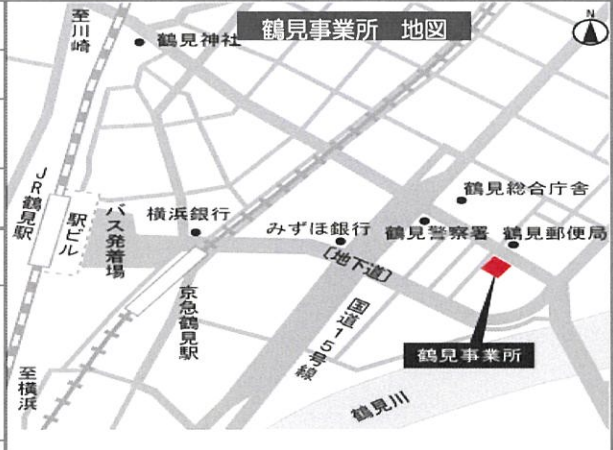 鶴見事業所 地図
N
至川崎
鶴見神社
JR鶴見駅
駅ビル
バス発着場
横浜銀行
みずほ銀行
鶴見総合庁舎
鶴見警察署
鶴見郵便局
〔地下道〕
京急鶴見駅
国道15号線
鶴見事業所
至横浜
鶴見川